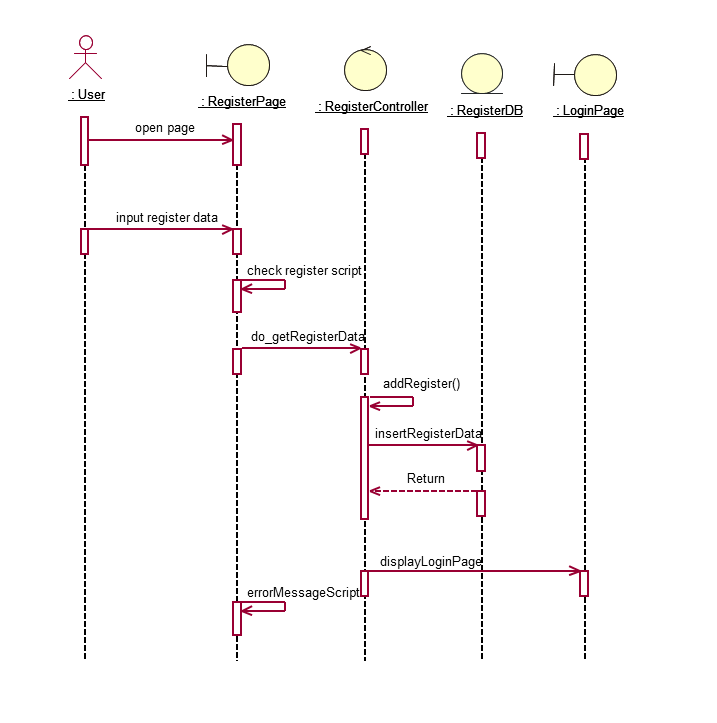 : User
: RegisterPage
: RegisterController
: RegisterDB
: LoginPage
open page
input register data
check register script
do_getRegisterData
addRegister()
insertRegisterData
Return
displayLoginPage
errorMessageScript